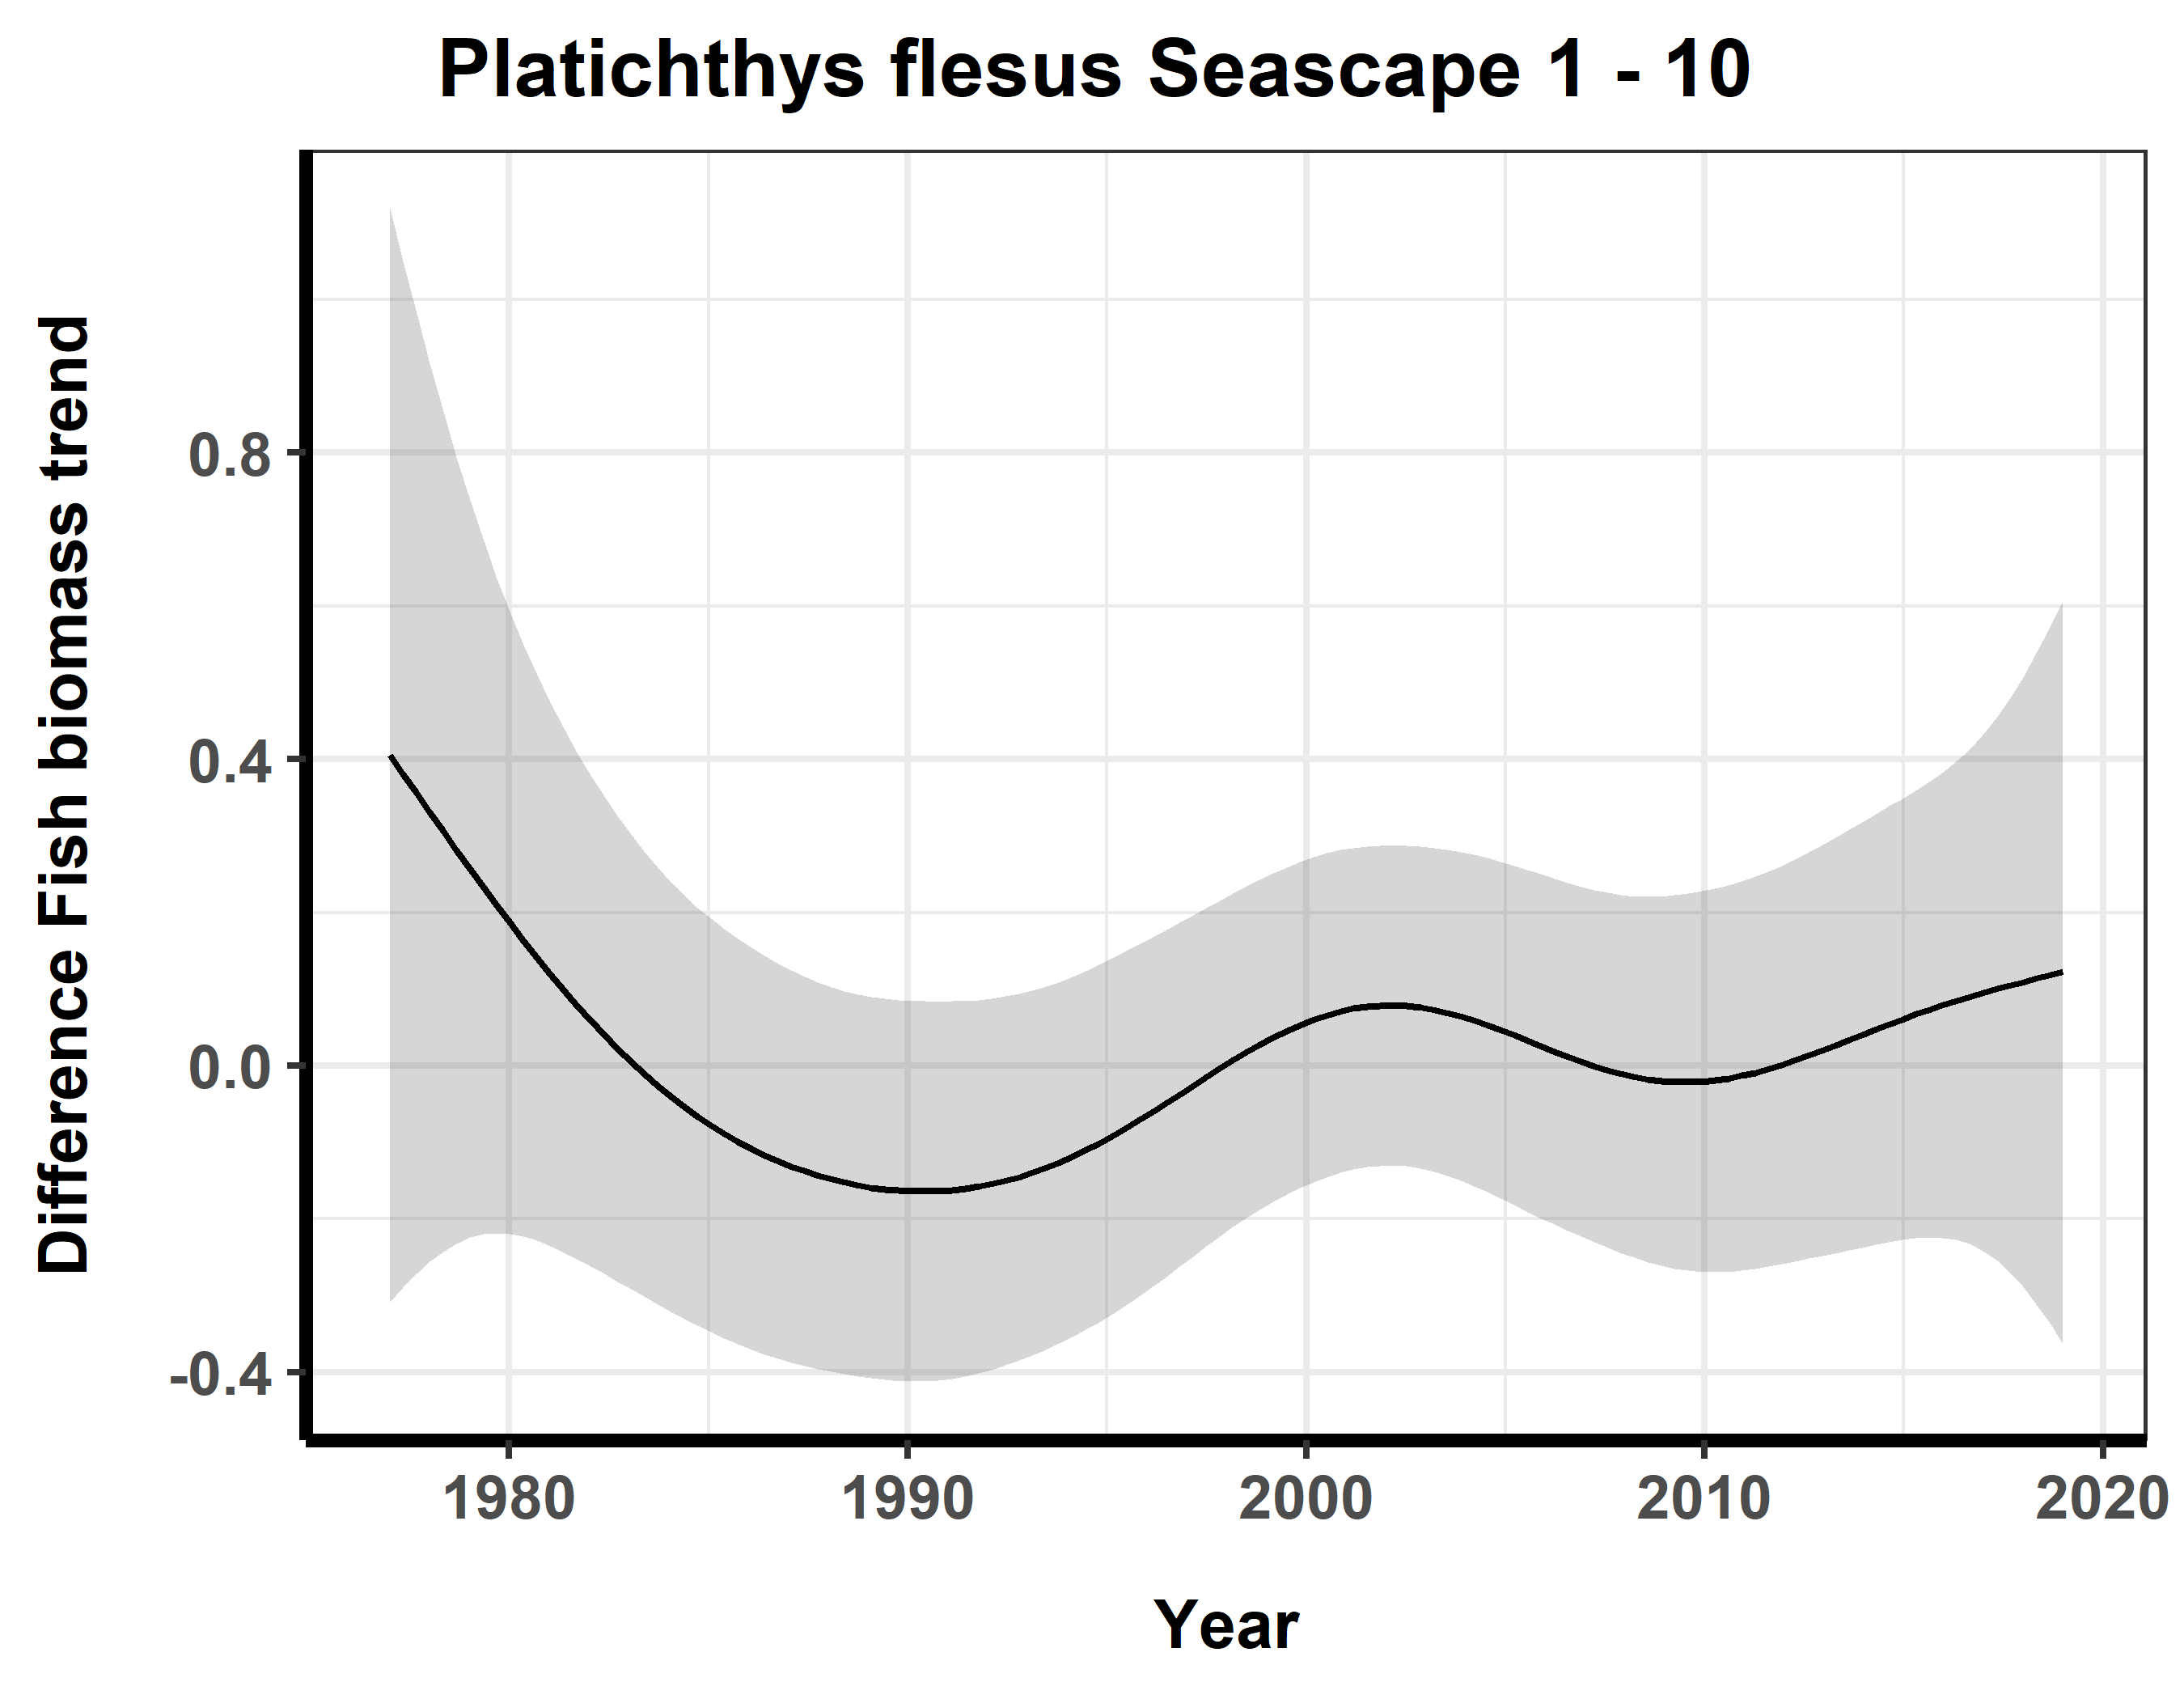 Platichthys flesus Seascape 1 - 10
Difference Fish biomass trend
0.8
0.4
0.0
-0.4
1980 1990 2000 2010 2020
Year